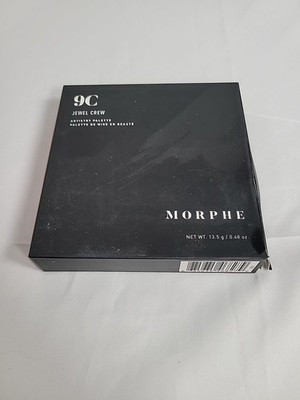 9C
JEWEL CREW
ARTISTRY PALETTE
PALETTE DE MISE EN BEAUTÉ
MORPHE
NET WT. 13.5 g / 0.48 oz